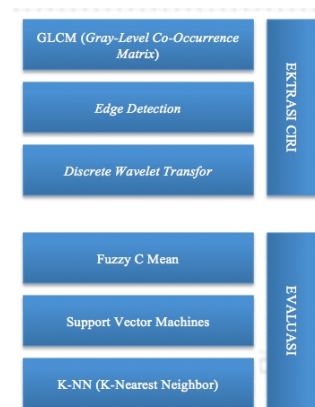 GLCM (Gray-Level Co-Occurrence
Matrix)
Edge Detection
Discrete Wavelet Transfor
EKTRASI CIRI
Fuzzy C Mean
Support Vector Machines
K-NN (K-Nearest Neighbor)
EVALUASI